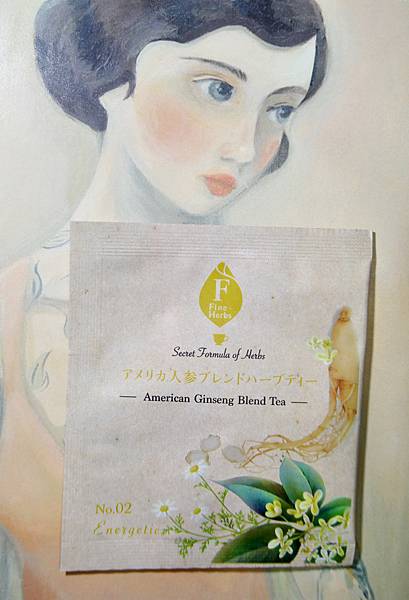 F
Fine
Herbs
Secret Formula of Herbs
アメリカ人参ブレンドハーブティー
American Ginseng Blend Tea
No.02
Energetic